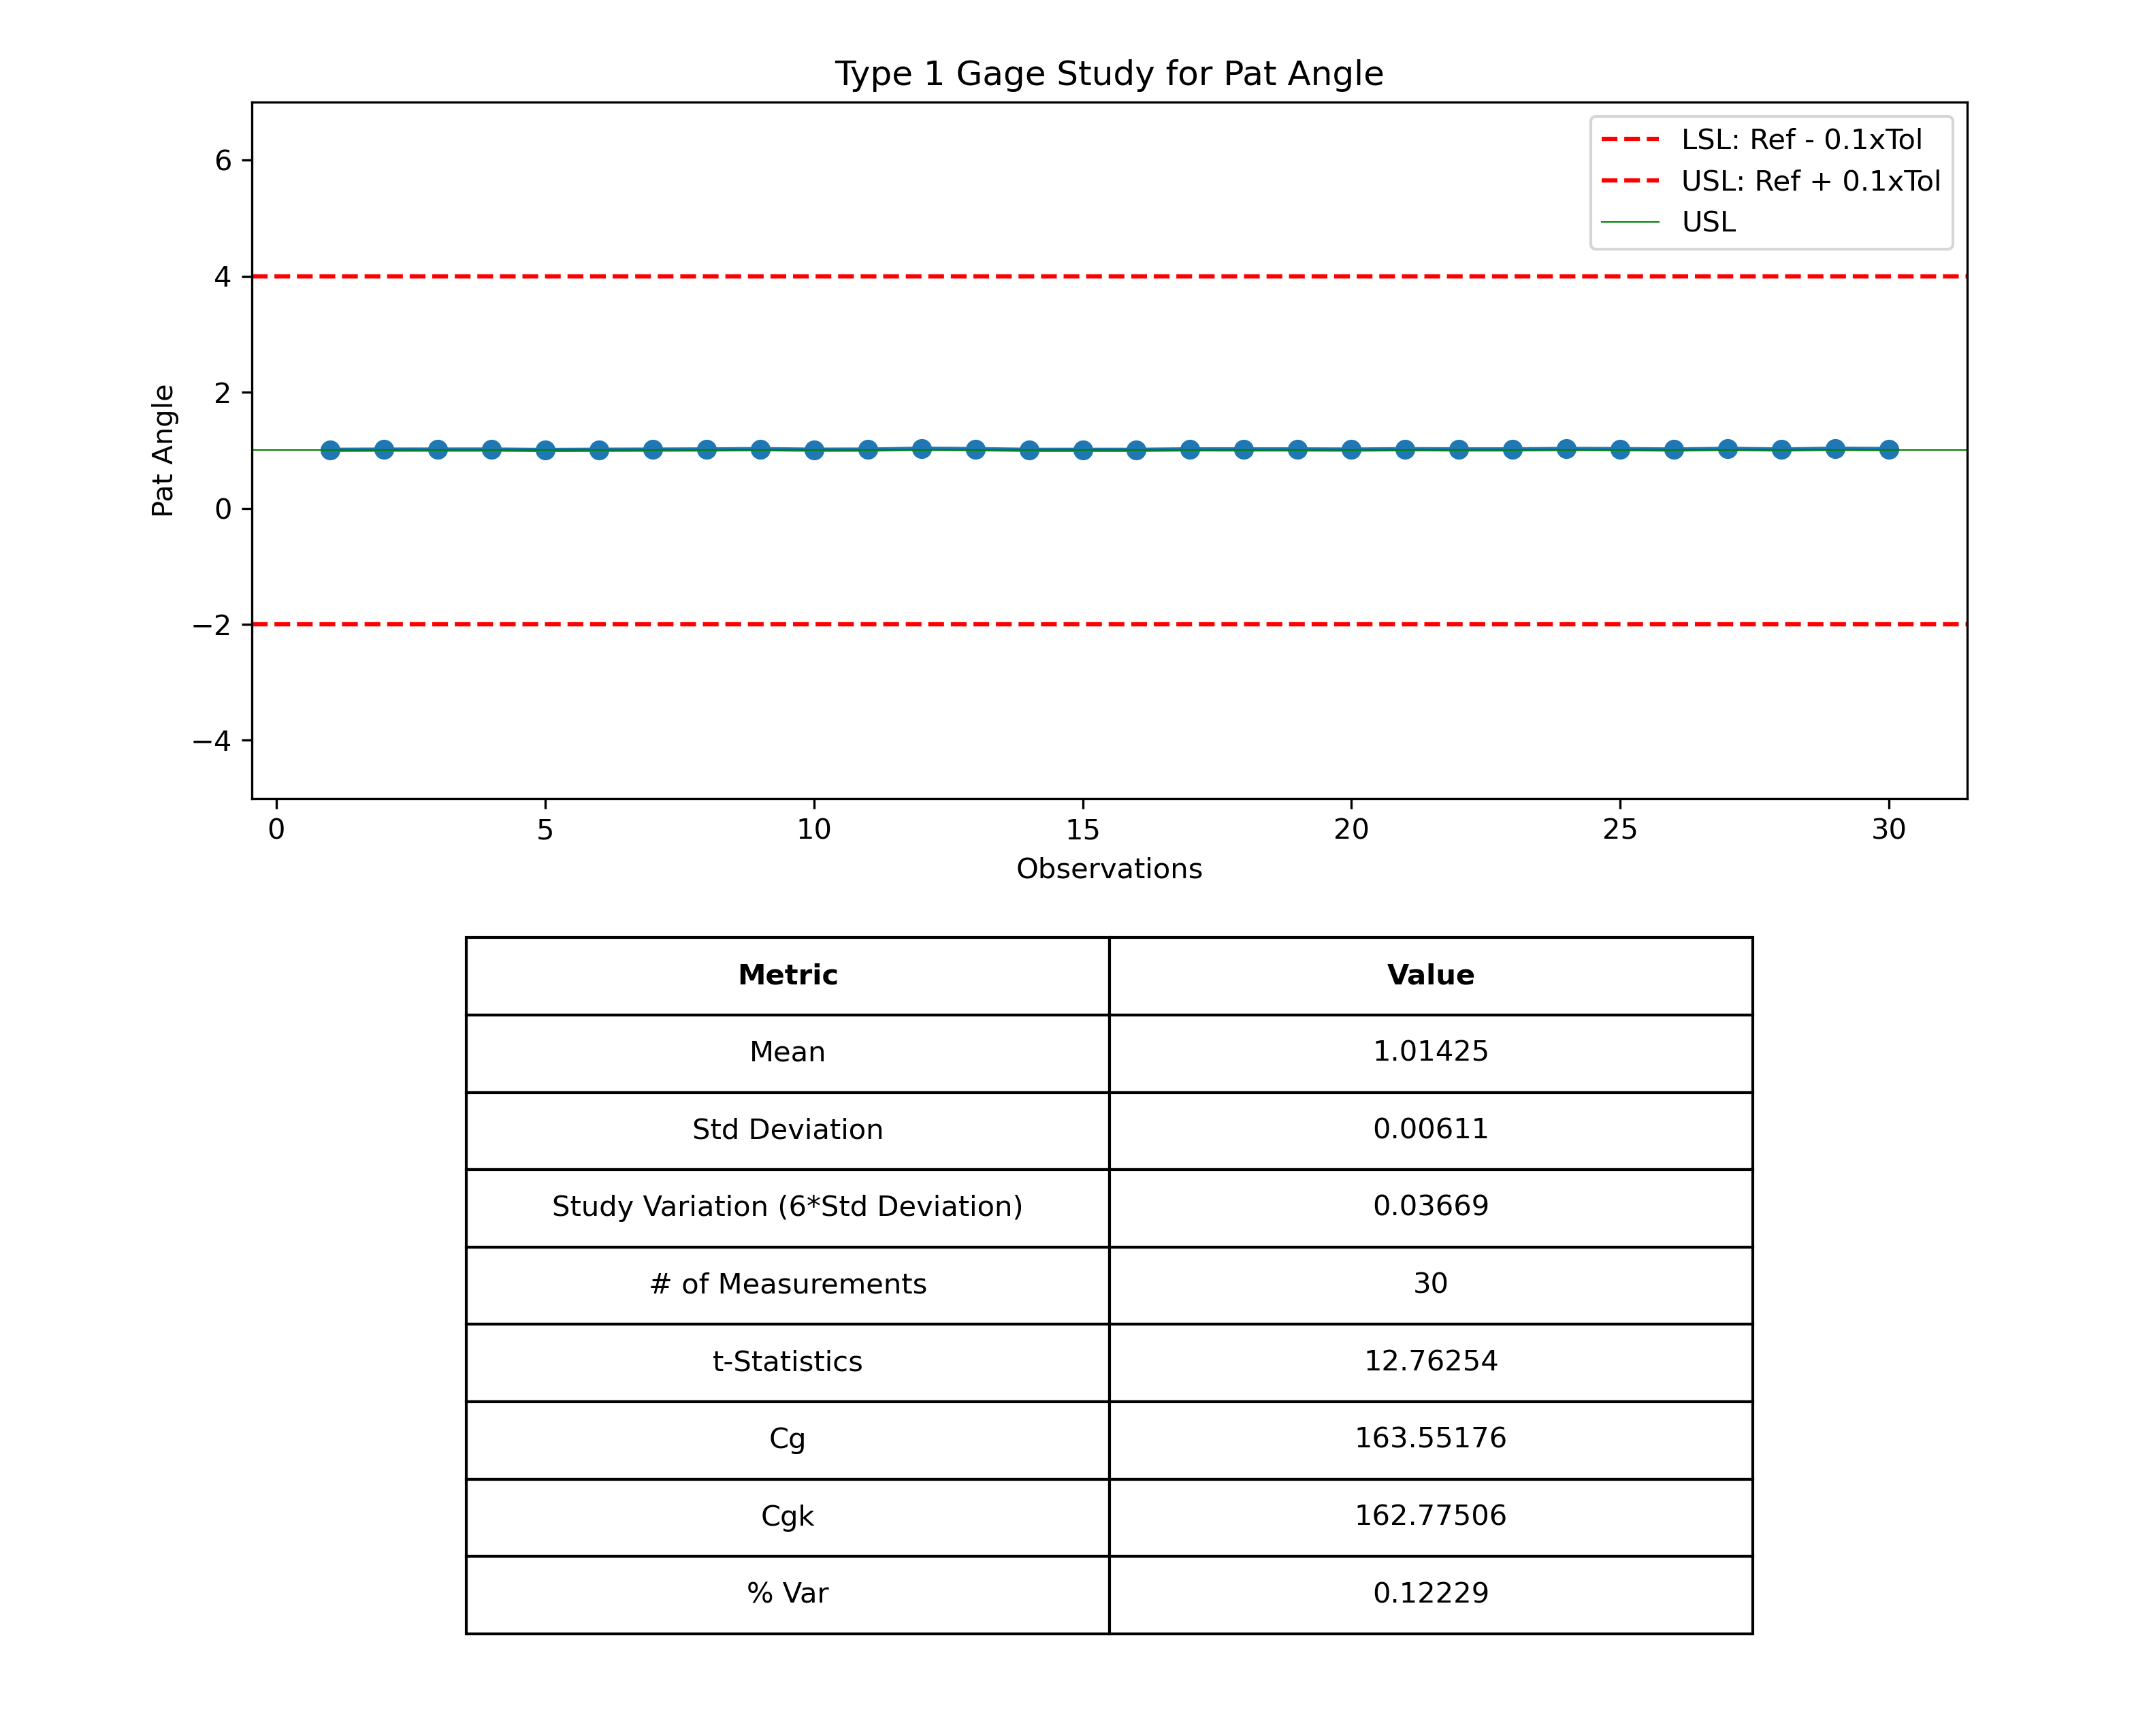 Type 1 Gage Study for Pat Angle
LSL: Ref - 0.1xTol
USL: Ref + 0.1xTol
USL
6
4
2
0
−2
−4
Pat Angle
0 5 10 15 20 25 30
Observations
Metric Value
Mean 1.01425
Std Deviation 0.00611
Study Variation (6*Std Deviation) 0.03669
# of Measurements 30
t-Statistics 12.76254
Cg 163.55176
Cgk 162.77506
% Var 0.12229